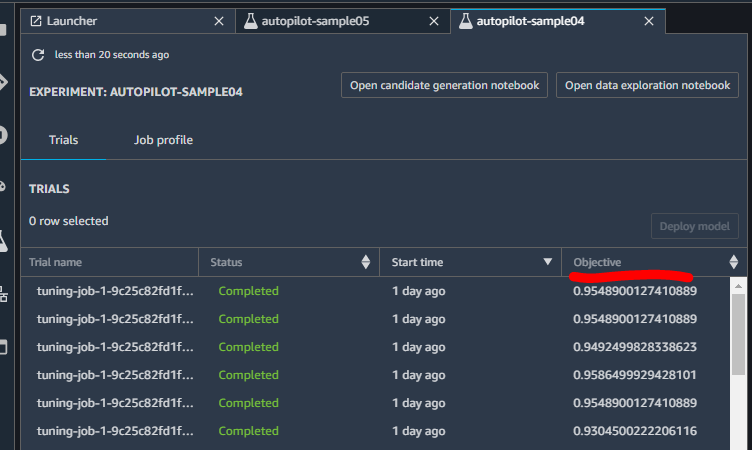 Launcher autopilot-sample05 autopilot-sample04
less than 20 seconds ago
EXPERIMENT: AUTOPILOT-SAMPLE04 Open candidate generation notebook Open data exploration notebook
Trials Job profile
TRIALS
0 row selected
Deploy model
Trial name Status Start time Objective
tuning-job-1-9c25c82fd1f... Completed 1 day ago 0.9548900127410889
tuning-job-1-9c25c82fd1f... Completed 1 day ago 0.9548900127410889
tuning-job-1-9c25c82fd1f... Completed 1 day ago 0.9492499828338623
tuning-job-1-9c25c82fd1f... Completed 1 day ago 0.9586499929428101
tuning-job-1-9c25c82fd1f... Completed 1 day ago 0.9548900127410889
tuning-job-1-9c25c82fd1f... Completed 1 day ago 0.9304500222206116